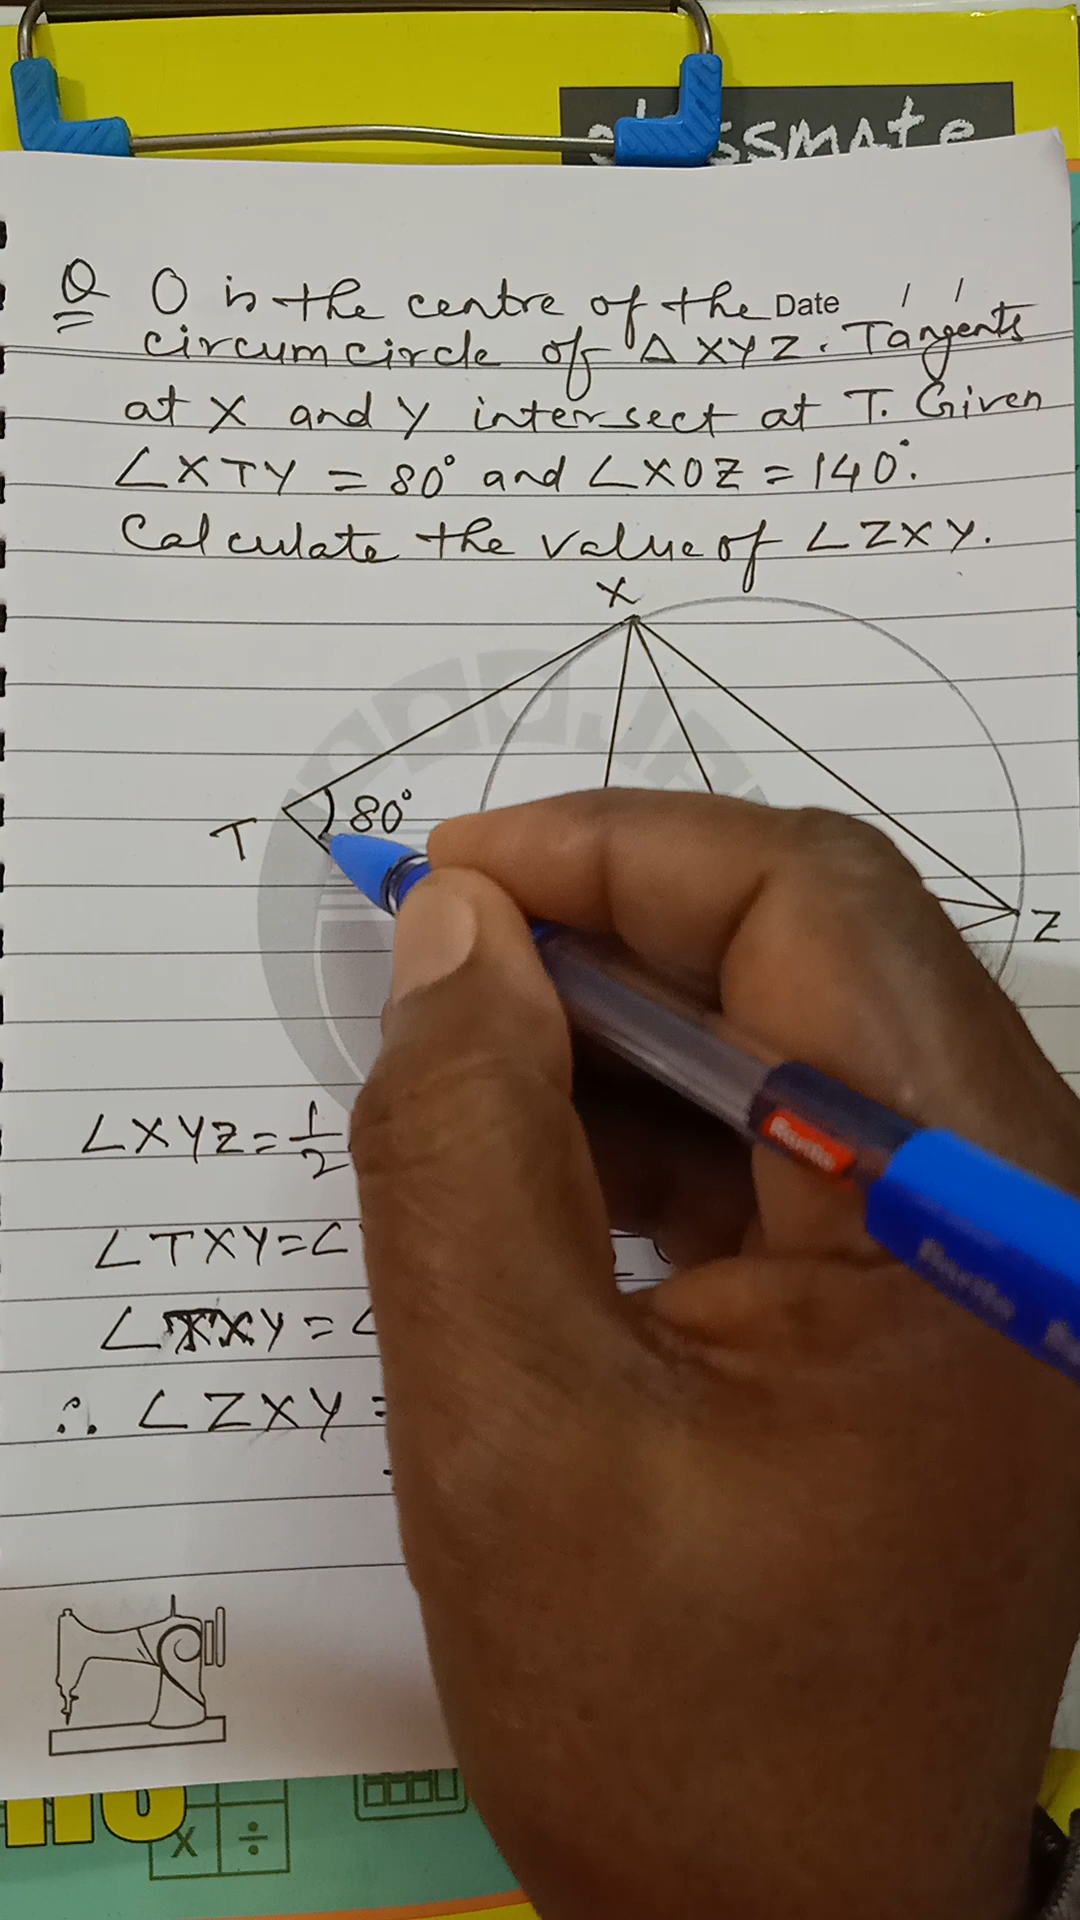 classmate
Q O is the centre of the Date / /
circumcircle of Δ XYZ. Tangents
at X and Y intersect at T. Given
∠XTY = 80° and ∠XOZ = 140°.
Calculate the value of ∠ZXY.
X
T 80°
Z
∠XYZ = 1/2
∠TXY = ∠
∠TXY = ∠
∴ ∠ZXY =
x ÷